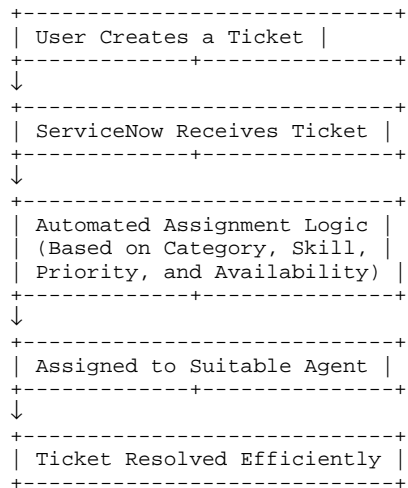 +-----------------------------+
| User Creates a Ticket |
+-------------+---------------+
↓
+-----------------------------+
| ServiceNow Receives Ticket |
+-------------+---------------+
↓
+-----------------------------+
| Automated Assignment Logic |
| (Based on Category, Skill, |
| Priority, and Availability) |
+-------------+---------------+
↓
+-----------------------------+
| Assigned to Suitable Agent |
+-------------+---------------+
↓
+-----------------------------+
| Ticket Resolved Efficiently |
+-----------------------------+